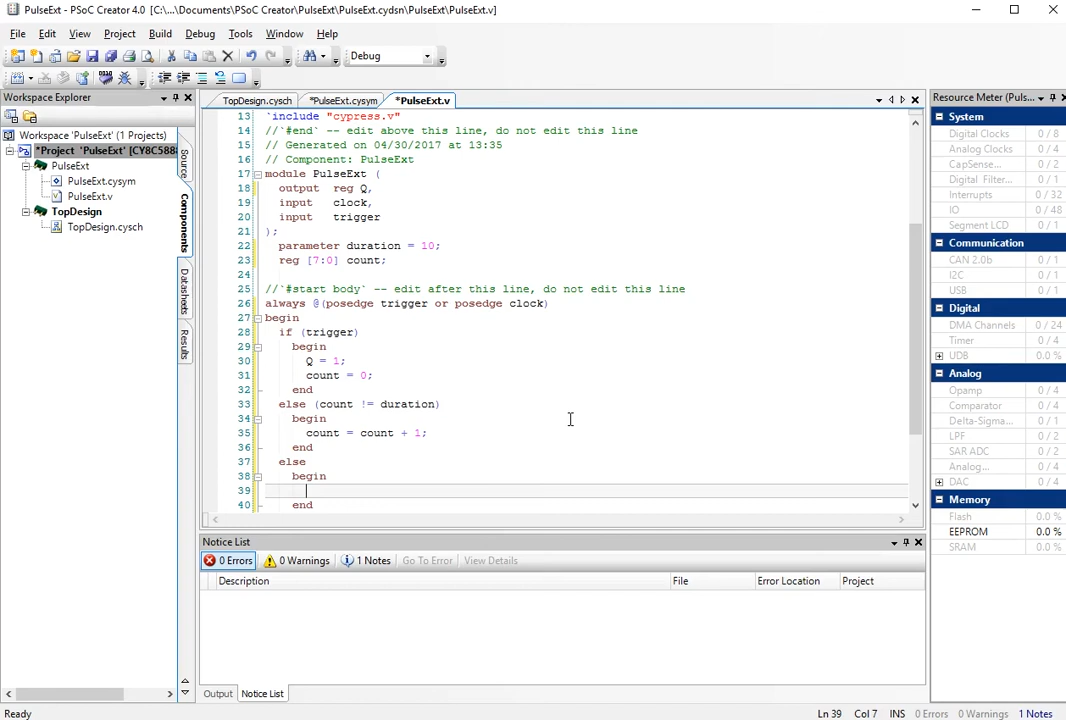 PulseExt - PSoC Creator 4.0 [C:\...\Documents\PSoC Creator\PulseExt\PulseExt.cydsn\PulseExt\PulseExt.v]
File Edit View Project Build Debug Tools Window Help
Debug
Workspace Explorer
Workspace 'PulseExt' (1 Projects)
*Project 'PulseExt' [CY8C588
PulseExt
PulseExt.cysym
PulseExt.v
TopDesign
TopDesign.cysch
Source
Components
Datasheets
Results
TopDesign.cysch *PulseExt.cysym *PulseExt.v
13 `include "cypress.v"
14 //`#end` -- edit above this line, do not edit this line
15 // Generated on 04/30/2017 at 13:35
16 // Component: PulseExt
17 module PulseExt (
18 output reg Q,
19 input clock,
20 input trigger
21 );
22 parameter duration = 10;
23 reg [7:0] count;
24
25 //`#start body` -- edit after this line, do not edit this line
26 always @(posedge trigger or posedge clock)
27 begin
28 if (trigger)
29 begin
30 Q = 1;
31 count = 0;
32 end
33 else (count != duration)
34 begin
35 count = count + 1;
36 end
37 else
38 begin
39
40 end
Notice List
0 Errors 0 Warnings 1 Notes Go To Error View Details
Description File Error Location Project
Output Notice List
Resource Meter (Puls...
System
Digital Clocks 0 / 8
Analog Clocks 0 / 4
CapSense... 0 / 2
Digital Filter... 0 / 1
Interrupts 0 / 32
IO 0 / 48
Segment LCD 0 / 1
Communication
CAN 2.0b 0 / 1
I2C 0 / 1
USB 0 / 1
Digital
DMA Channels 0 / 24
Timer 0 / 4
UDB 0.0 %
Analog
Opamp 0 / 4
Comparator 0 / 4
Delta-Sigma... 0 / 1
LPF 0 / 2
SAR ADC 0 / 2
Analog... 0 / 4
DAC 0 / 4
Memory
Flash 0.0 %
EEPROM 0.0 %
SRAM 0.0 %
Ready Ln 39 Col 7 INS 0 Errors 0 Warnings 1 Notes